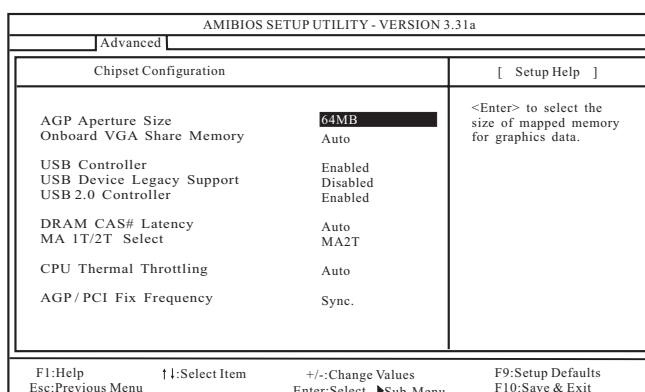 AMIBIOS SETUP UTILITY - VERSION 3.31a
Advanced
Chipset Configuration
[ Setup Help ]
AGP Aperture Size 64MB
Onboard VGA Share Memory Auto
USB Controller Enabled
USB Device Legacy Support Disabled
USB 2.0 Controller Enabled
DRAM CAS# Latency Auto
MA 1T/2T Select MA2T
CPU Thermal Throttling Auto
AGP/PCI Fix Frequency Sync.
<Enter> to select the
size of mapped memory
for graphics data.
F1:Help ↑↓:Select Item +/-:Change Values F9:Setup Defaults
Esc:Previous Menu Enter:Select ▶Sub-Menu F10:Save & Exit